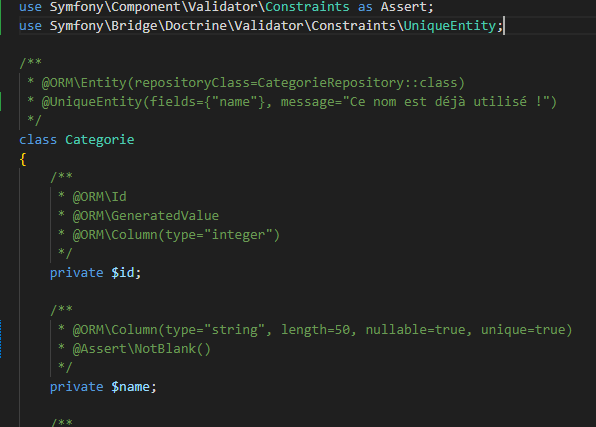 use Symfony\Component\Validator\Constraints as Assert;
use Symfony\Bridge\Doctrine\Validator\Constraints\UniqueEntity;
/**
* @ORM\Entity(repositoryClass=CategorieRepository::class)
* @UniqueEntity(fields={"name"}, message="Ce nom est déjà utilisé !")
*/
class Categorie
{
/**
* @ORM\Id
* @ORM\GeneratedValue
* @ORM\Column(type="integer")
*/
private $id;
/**
* @ORM\Column(type="string", length=50, nullable=true, unique=true)
* @Assert\NotBlank()
*/
private $name;
/**